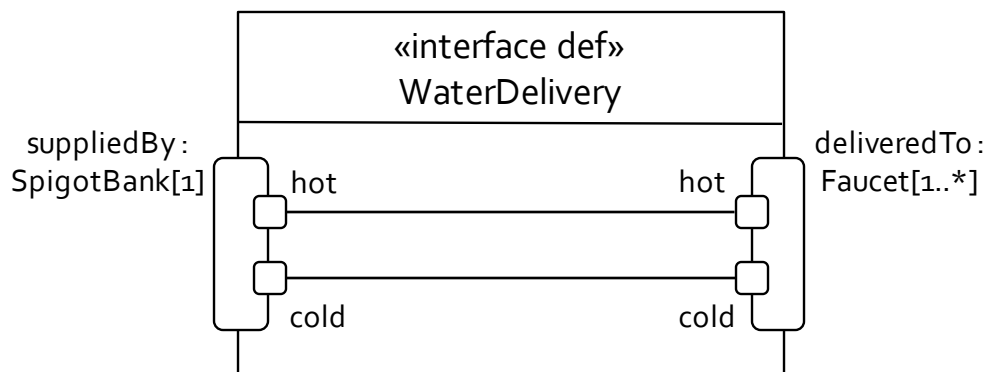 «interface def»
WaterDelivery
suppliedBy:
SpigotBank[1]
deliveredTo:
Faucet[1..*]
hot
hot
cold
cold